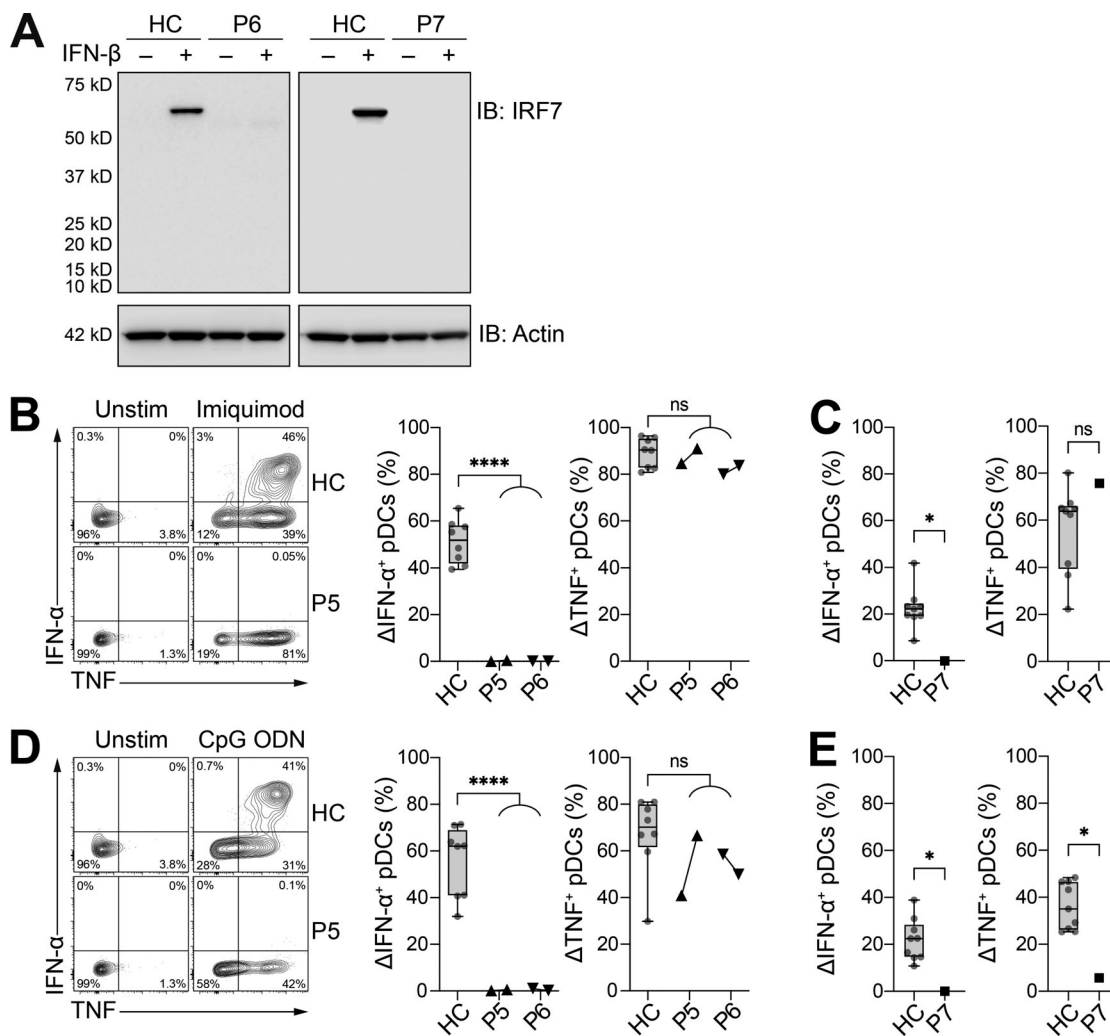 A
HC P6 HC P7
IFN-β – + – + – + – +
75 kD
50 kD
37 kD
25 kD
20 kD
15 kD
10 kD
IB: IRF7
42 kD
IB: Actin
B
Unstim Imiquimod
0.3% 0% 3% 46%
HC
96% 3.8% 12% 39%
0% 0% 0% 0.05%
P5
99% 1.3% 19% 81%
IFN-α
TNF
ΔIFN-α⁺ pDCs (%)
100
80
60
40
20
0
****
HC P5 P6
ΔTNF⁺ pDCs (%)
100
80
60
40
20
0
ns
HC P5 P6
C
ΔIFN-α⁺ pDCs (%)
100
80
60
40
20
0
*
HC P7
ΔTNF⁺ pDCs (%)
100
80
60
40
20
0
ns
HC P7
D
Unstim CpG ODN
0.3% 0% 0.7% 41%
HC
96% 3.8% 28% 31%
0% 0% 0% 0.1%
P5
99% 1.3% 58% 42%
IFN-α
TNF
ΔIFN-α⁺ pDCs (%)
100
80
60
40
20
0
****
HC P5 P6
ΔTNF⁺ pDCs (%)
100
80
60
40
20
0
ns
HC P5 P6
E
ΔIFN-α⁺ pDCs (%)
100
80
60
40
20
0
*
HC P7
ΔTNF⁺ pDCs (%)
100
80
60
40
20
0
*
HC P7